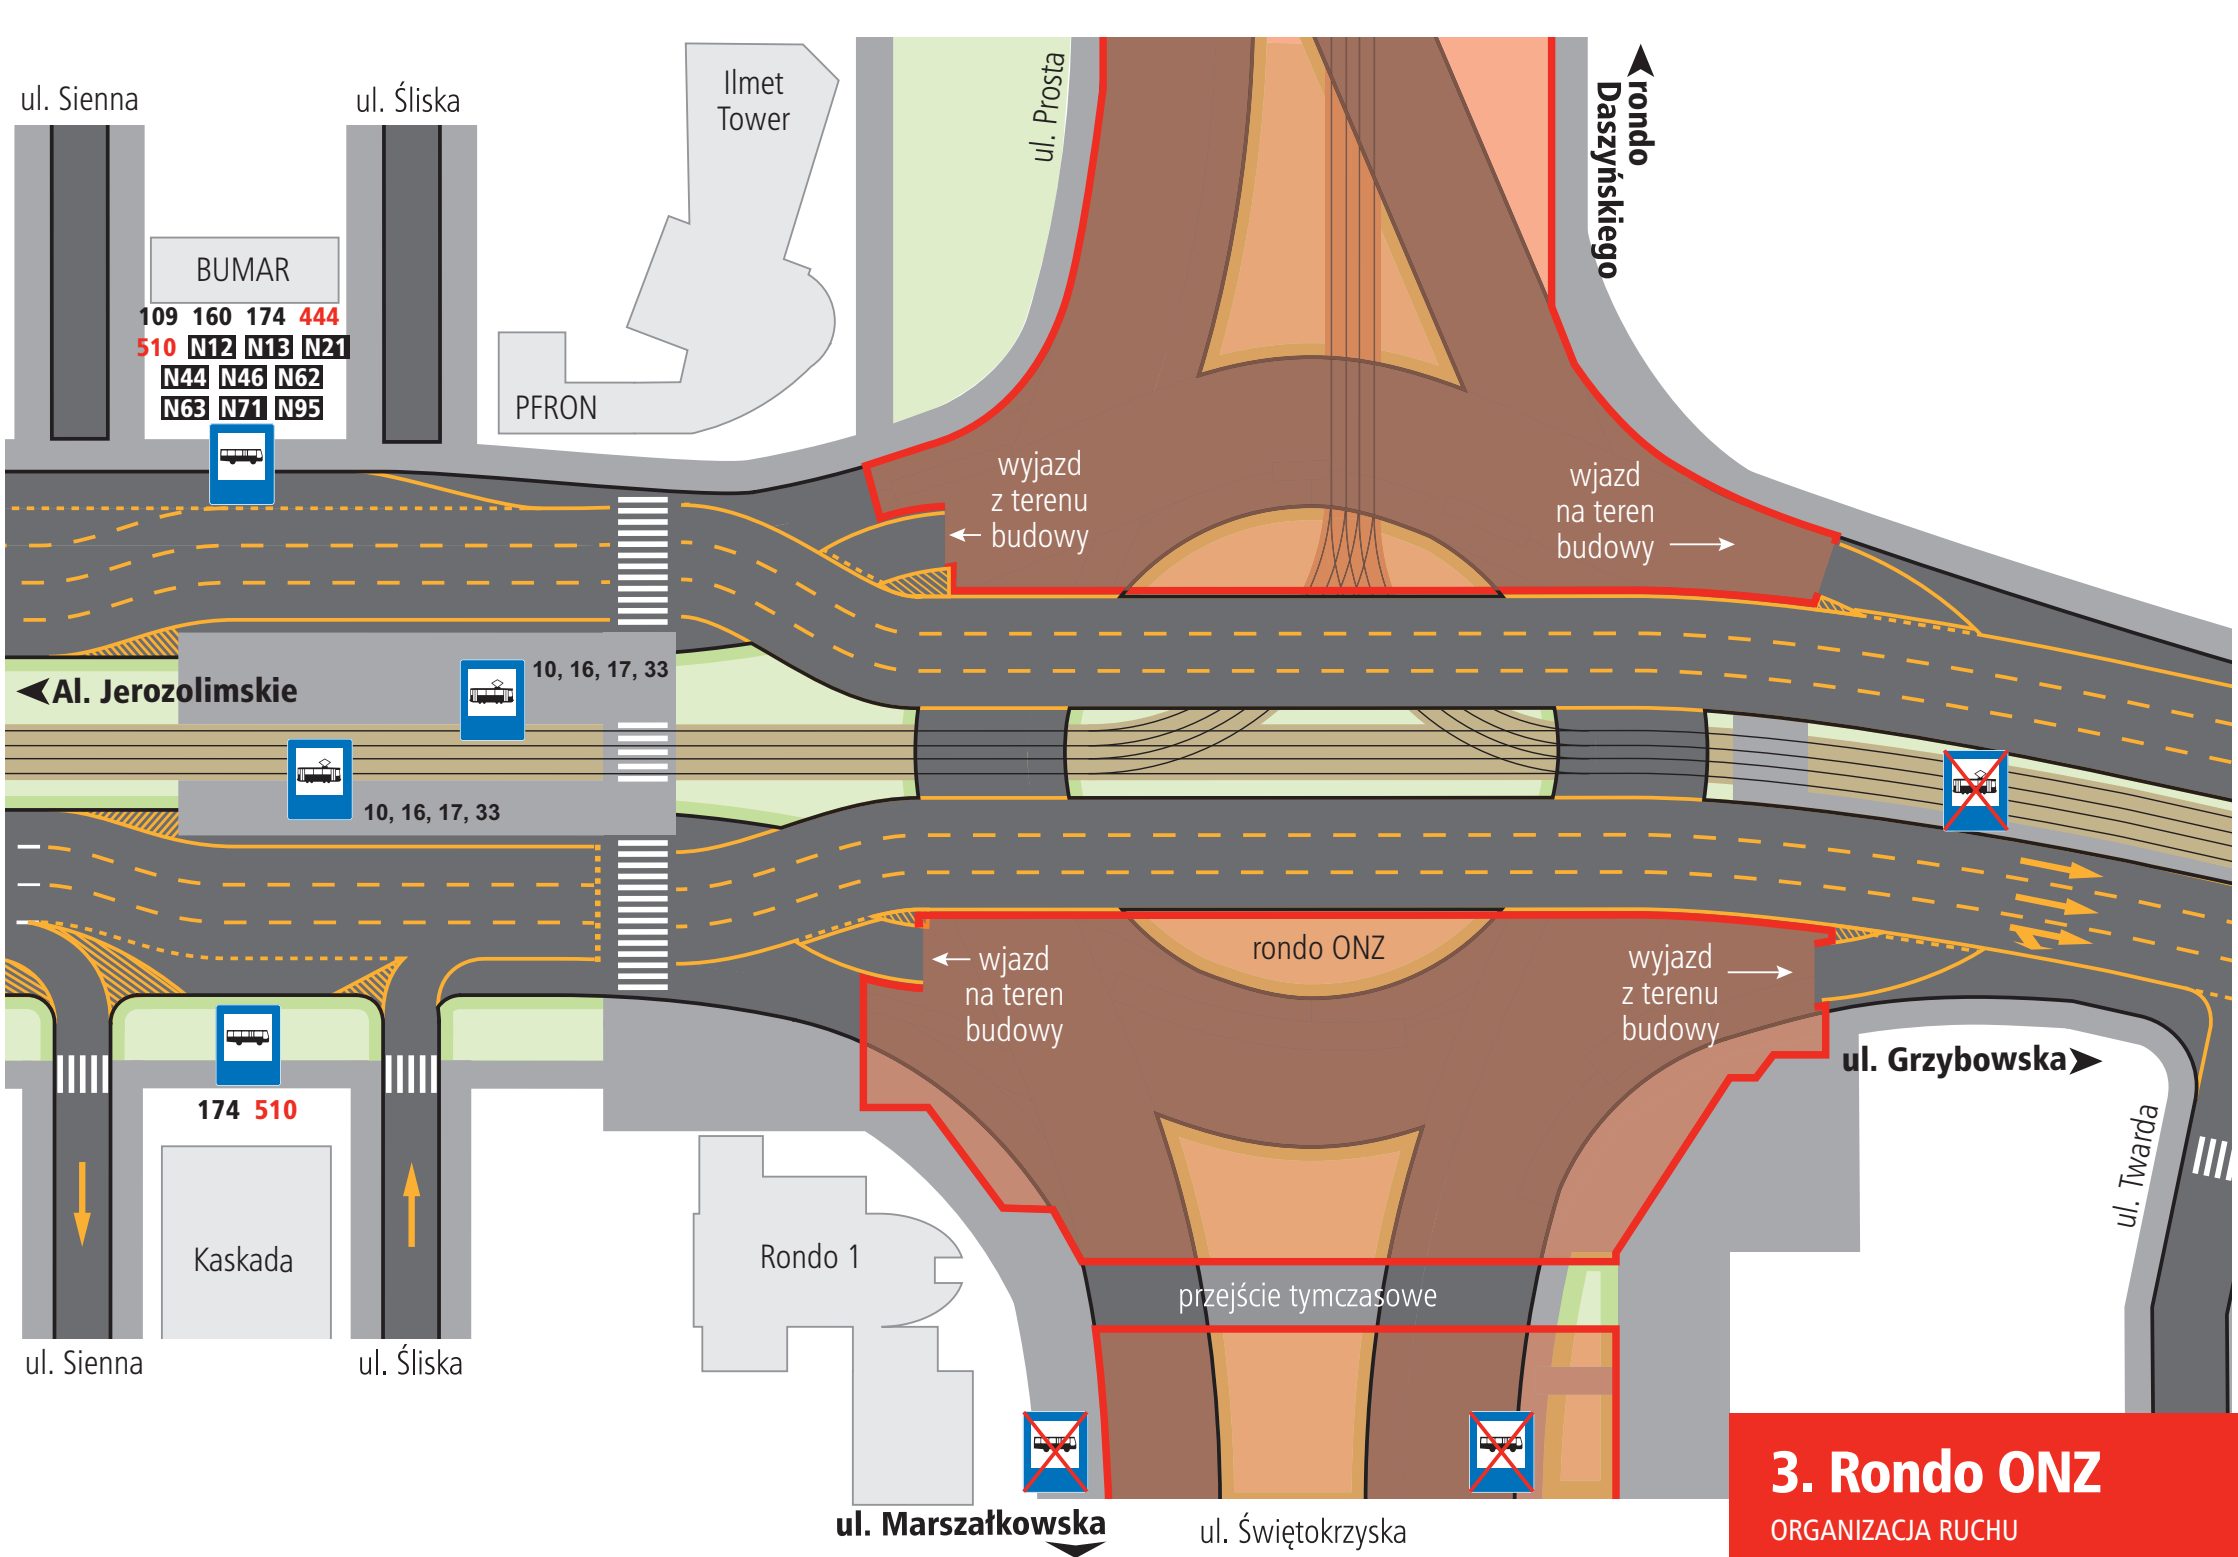 ul. Sienna
ul. Śliska
Ilmet
Tower
ul. Prosta
rondo
Daszyńskiego
BUMAR
109 160 174 444
510 N12 N13 N21
N44 N46 N62
N63 N71 N95
PFRON
wyjazd
z terenu
budowy
wjazd
na teren
budowy
10, 16, 17, 33
Al. Jerozolimskie
10, 16, 17, 33
rondo ONZ
wjazd
na teren
budowy
wyjazd
z terenu
budowy
ul. Grzybowska
174 510
ul. Twarda
Kaskada
Rondo 1
przejście tymczasowe
ul. Sienna
ul. Śliska
ul. Marszałkowska
ul. Świętokrzyska
3. Rondo ONZ
ORGANIZACJA RUCHU